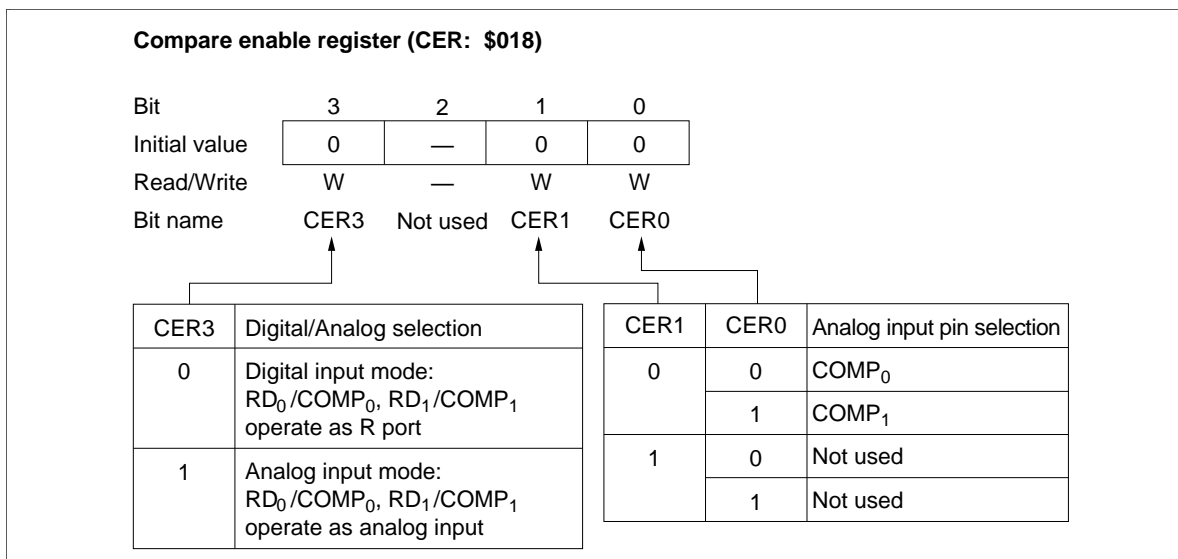 Compare enable register (CER: $018)
Bit 3 2 1 0
Initial value 0 — 0 0
Read/Write W — W W
Bit name CER3 Not used CER1 CER0
CER3 Digital/Analog selection
0 Digital input mode:
RD0/COMP0, RD1/COMP1
operate as R port
1 Analog input mode:
RD0/COMP0, RD1/COMP1
operate as analog input
CER1 CER0 Analog input pin selection
0 0 COMP0
1 COMP1
1 0 Not used
1 Not used